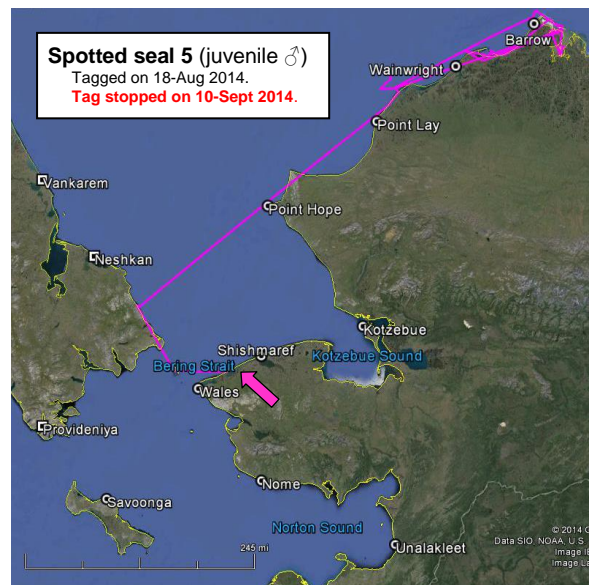 Spotted seal 5 (juvenile ♂)
Tagged on 18-Aug 2014.
Tag stopped on 10-Sept 2014.
Barrow
Wainwright
Point Lay
Vankarem
Point Hope
Neshkan
Kotzebue
Shishmaref
Kotzebue Sound
Bering Strait
Wales
Provideniya
Nome
Savoonga
Norton Sound
Unalakleet
245 mi
© 2014 G
Data SIO, NOAA, U.S
Image IB
Image La